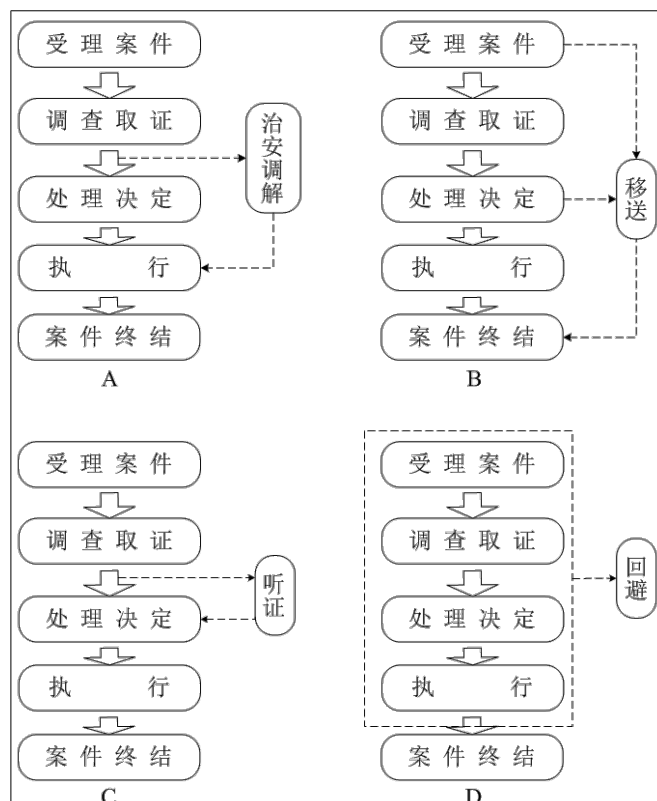 受理案件
调查取证
治安调解
处理决定
执行
案件终结
A
受理案件
调查取证
处理决定
移送
执行
案件终结
B
受理案件
调查取证
听证
处理决定
执行
案件终结
C
受理案件
调查取证
回避
处理决定
执行
案件终结
D